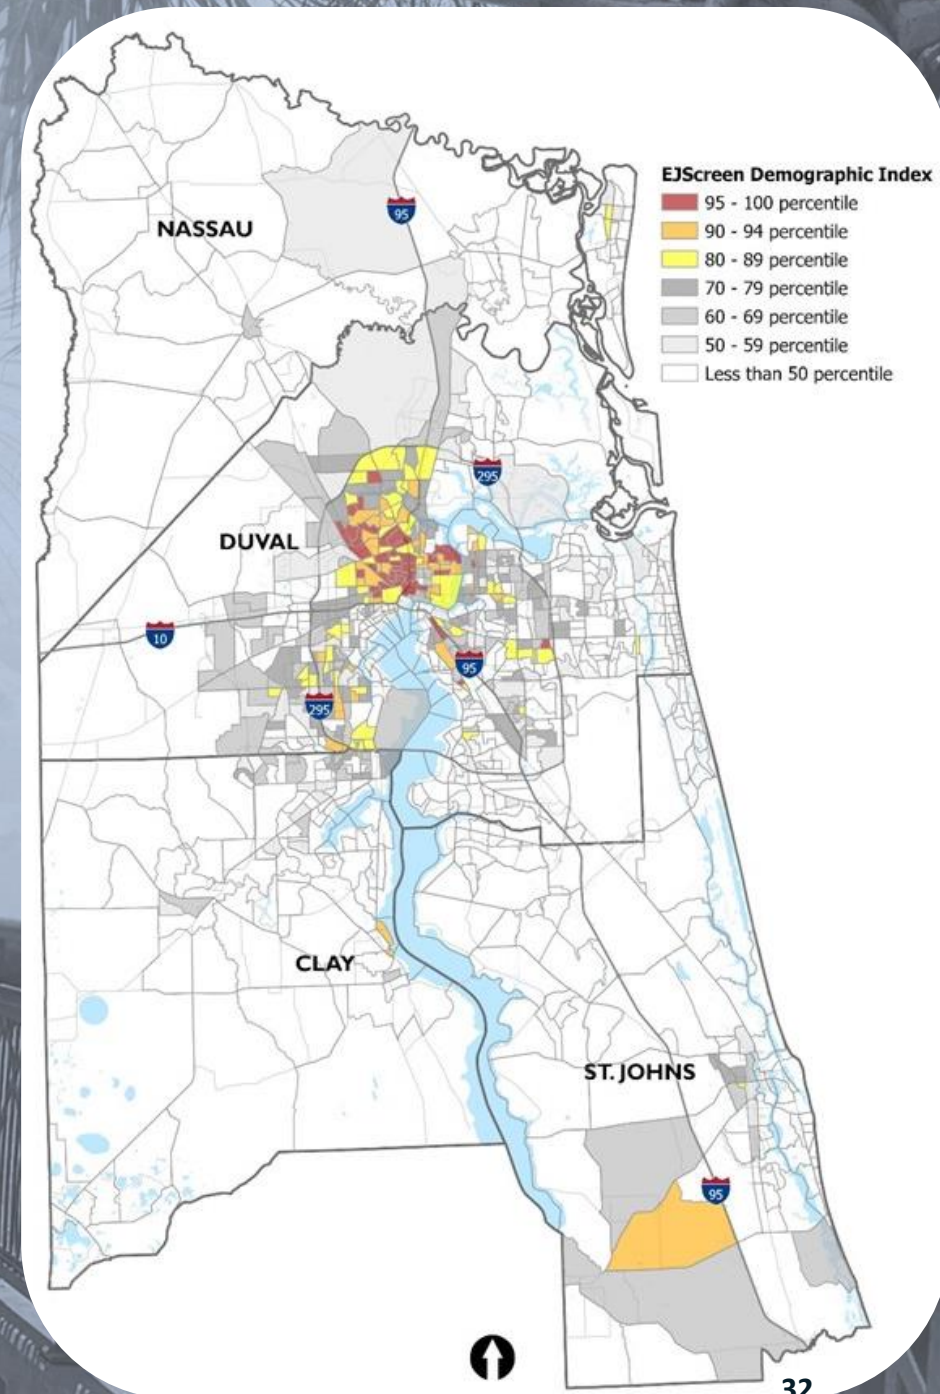 EJScreen Demographic Index
95 - 100 percentile
90 - 94 percentile
80 - 89 percentile
70 - 79 percentile
60 - 69 percentile
50 - 59 percentile
Less than 50 percentile
95
NASSAU
295
DUVAL
10
95
295
CLAY
ST. JOHNS
95
32